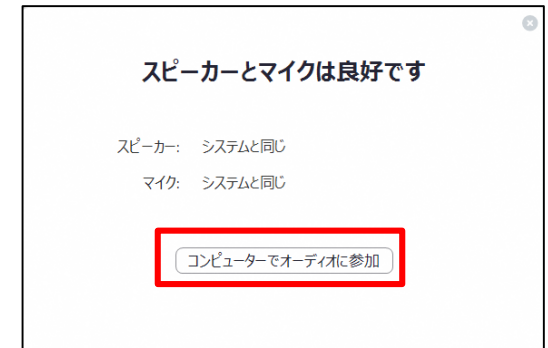 スピーカーとマイクは良好です
スピーカー: システムと同じ
マイク: システムと同じ
コンピューターでオーディオに参加